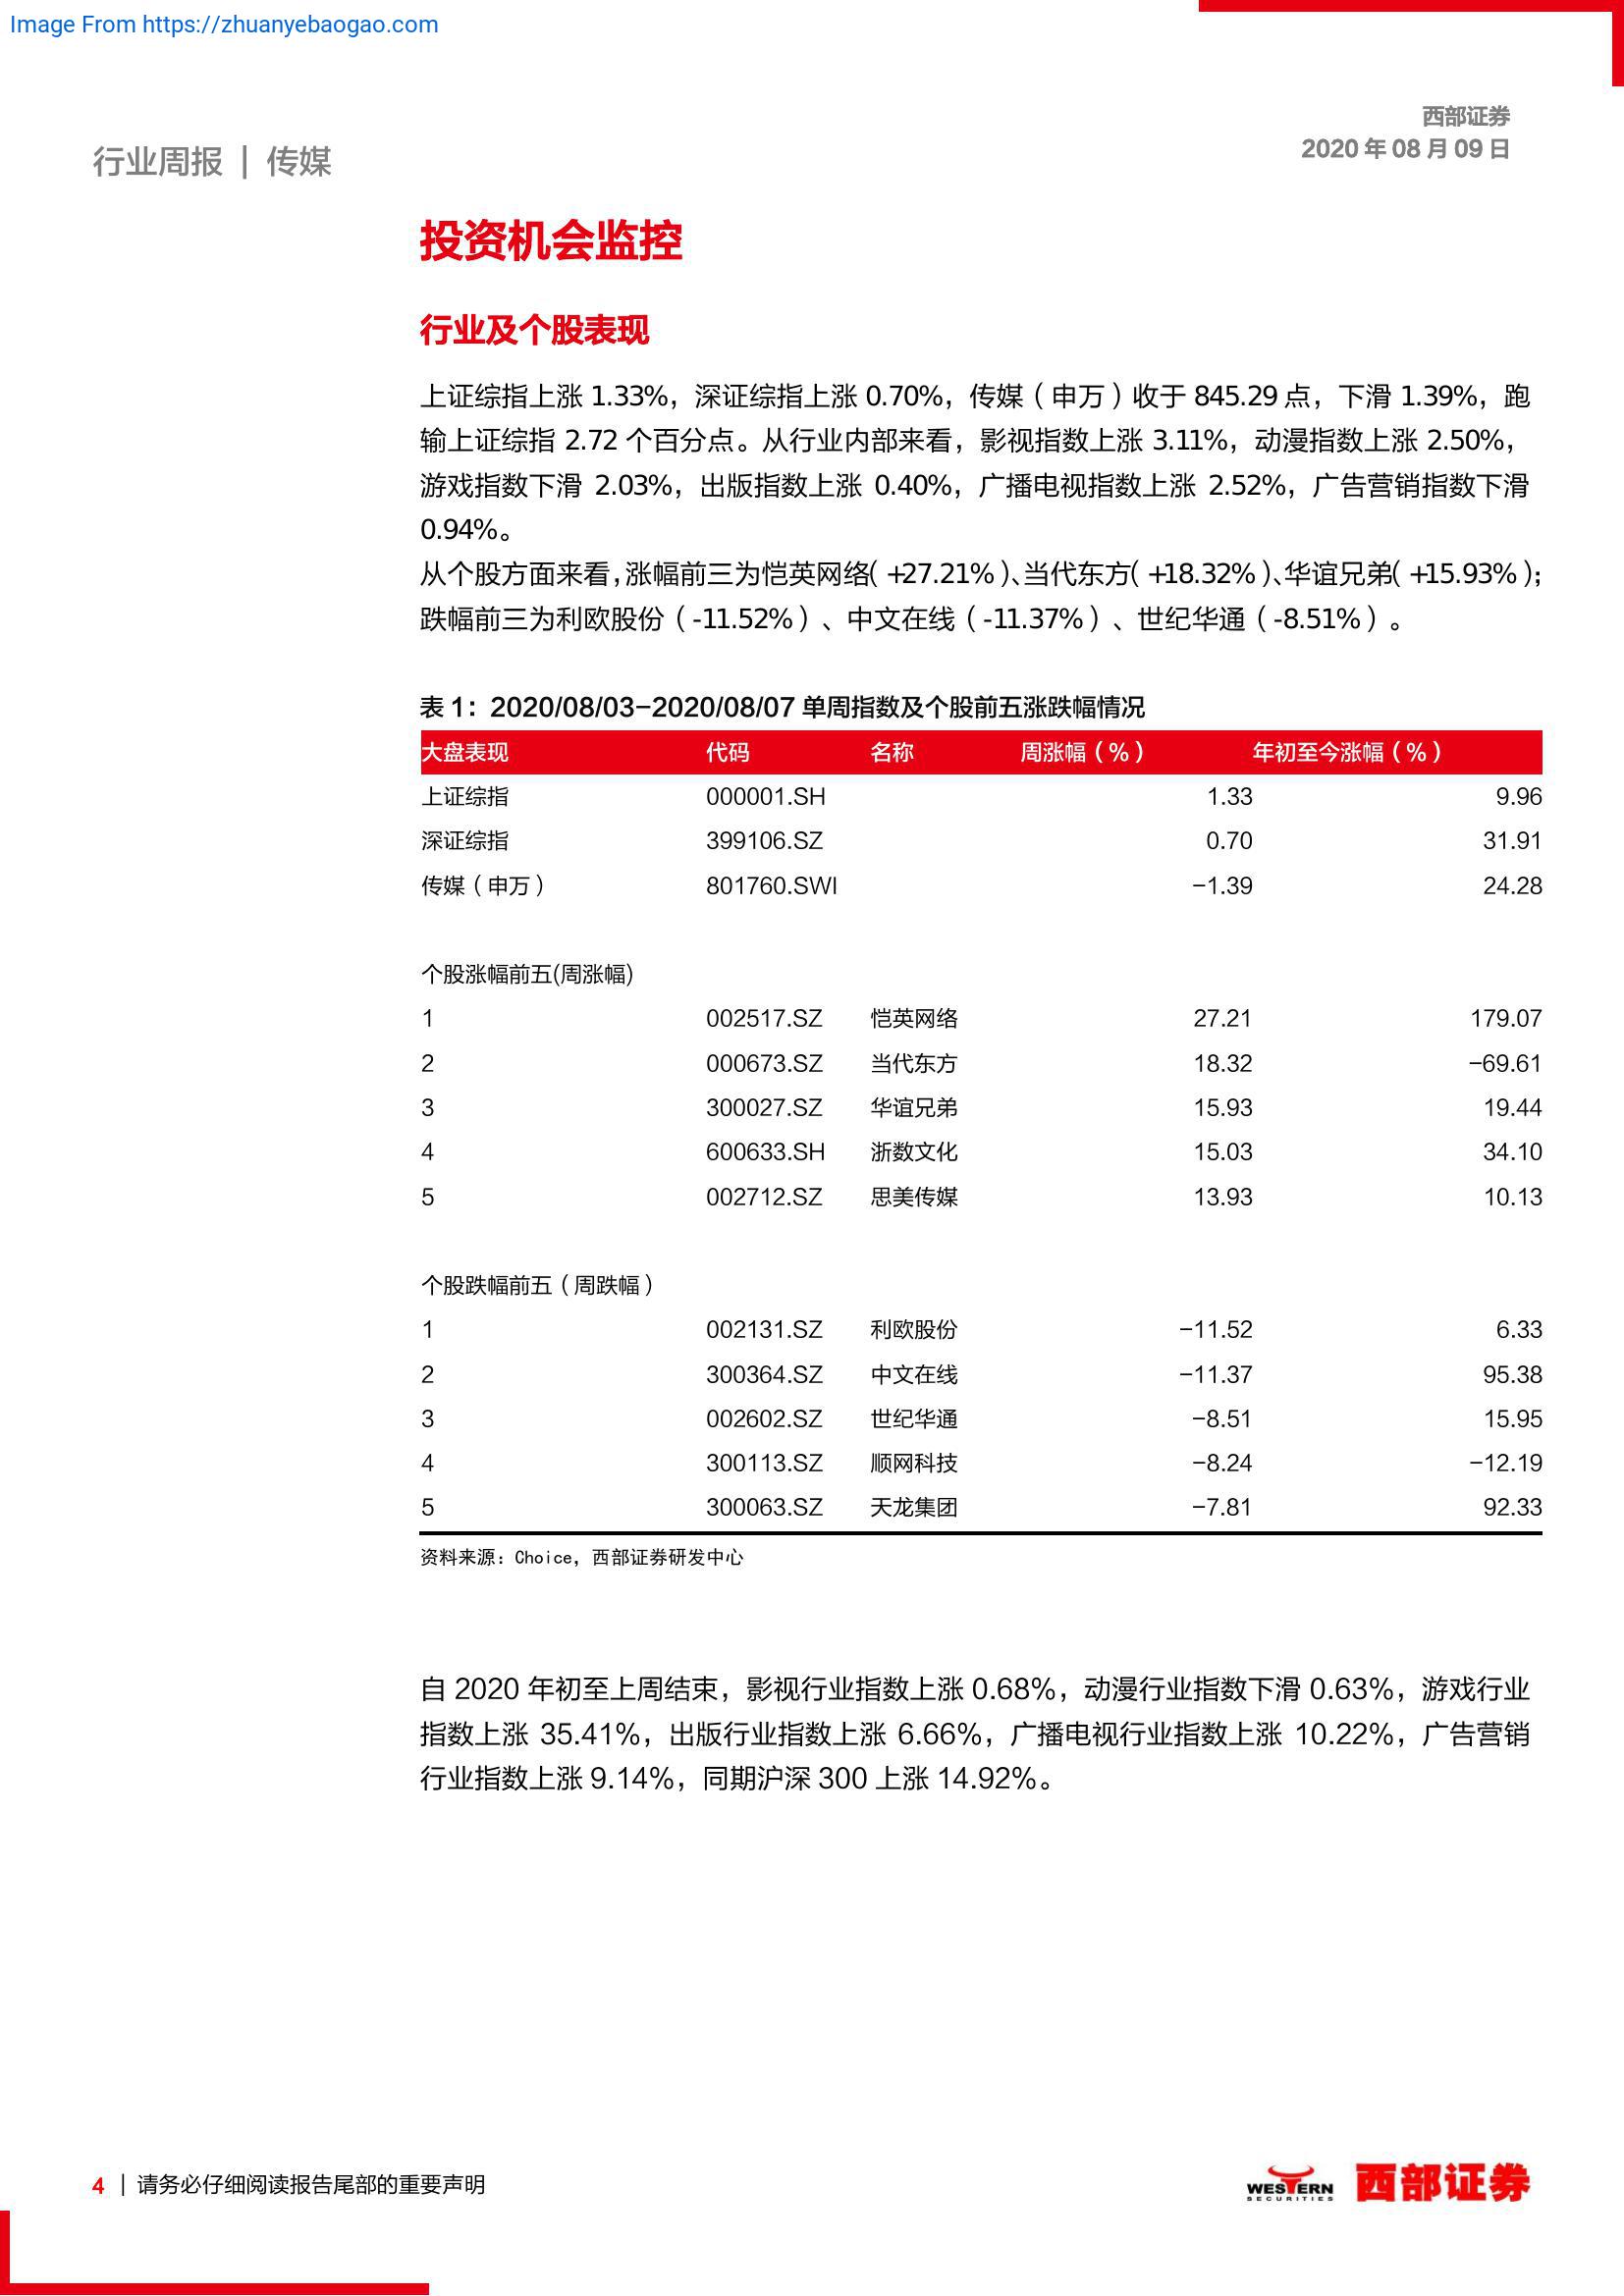 Image From https://zhuanyebaogao.com
西部证券
2020 年 08 月 09 日
行业周报 | 传媒
投资机会监控
行业及个股表现
上证综指上涨 1.33%，深证综指上涨 0.70%，传媒（申万）收于 845.29 点，下滑 1.39%，跑
输上证综指 2.72 个百分点。从行业内部来看，影视指数上涨 3.11%，动漫指数上涨 2.50%，
游戏指数下滑 2.03%，出版指数上涨 0.40%，广播电视指数上涨 2.52%，广告营销指数下滑
0.94%。
从个股方面来看，涨幅前三为恺英网络（+27.21%）、当代东方（+18.32%）、华谊兄弟（+15.93%）；
跌幅前三为利欧股份（-11.52%）、中文在线（-11.37%）、世纪华通（-8.51%）。
表 1：2020/08/03-2020/08/07 单周指数及个股前五涨跌幅情况
大盘表现 代码 名称 周涨幅（%） 年初至今涨幅（%）
上证综指 000001.SH 1.33 9.96
深证综指 399106.SZ 0.70 31.91
传媒（申万） 801760.SWI -1.39 24.28
个股涨幅前五(周涨幅)
1 002517.SZ 恺英网络 27.21 179.07
2 000673.SZ 当代东方 18.32 -69.61
3 300027.SZ 华谊兄弟 15.93 19.44
4 600633.SH 浙数文化 15.03 34.10
5 002712.SZ 思美传媒 13.93 10.13
个股跌幅前五（周跌幅）
1 002131.SZ 利欧股份 -11.52 6.33
2 300364.SZ 中文在线 -11.37 95.38
3 002602.SZ 世纪华通 -8.51 15.95
4 300113.SZ 顺网科技 -8.24 -12.19
5 300063.SZ 天龙集团 -7.81 92.33
资料来源：Choice，西部证券研发中心
自 2020 年初至上周结束，影视行业指数上涨 0.68%，动漫行业指数下滑 0.63%，游戏行业
指数上涨 35.41%，出版行业指数上涨 6.66%，广播电视行业指数上涨 10.22%，广告营销
行业指数上涨 9.14%，同期沪深 300 上涨 14.92%。
4 | 请务必仔细阅读报告尾部的重要声明
WESTERN
SECURITIES
西部证券